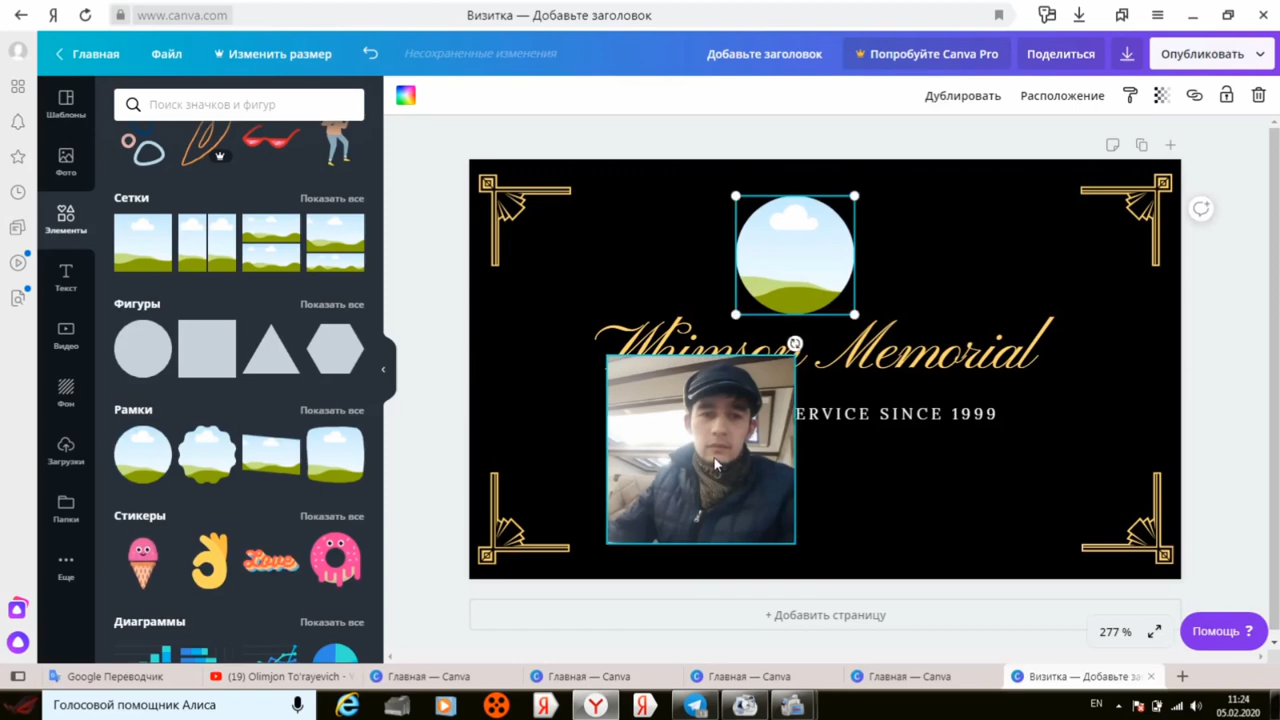 www.canva.com
Визитка — Добавьте заголовок
Главная
Файл
Изменить размер
Несохраненные изменения
Добавьте заголовок
Попробуйте Canva Pro
Поделиться
Опубликовать
Шаблоны
Фото
Элементы
Текст
Видео
Фон
Загрузки
Папки
Еще
Поиск значков и фигур
Сетки
Показать все
Фигуры
Показать все
Рамки
Показать все
Стикеры
Показать все
Love
Диаграммы
Показать все
Дублировать
Расположение
Whimson Memorial
SERVICE SINCE 1999
+ Добавить страницу
277 %
Помощь ?
Google Переводчик
(19) Olimjon To'rayevich -
Главная — Canva
Главная — Canva
Главная — Canva
Главная — Canva
Визитка — Добавьте за
Голосовой помощник Алиса
EN
11:24
05.02.2020